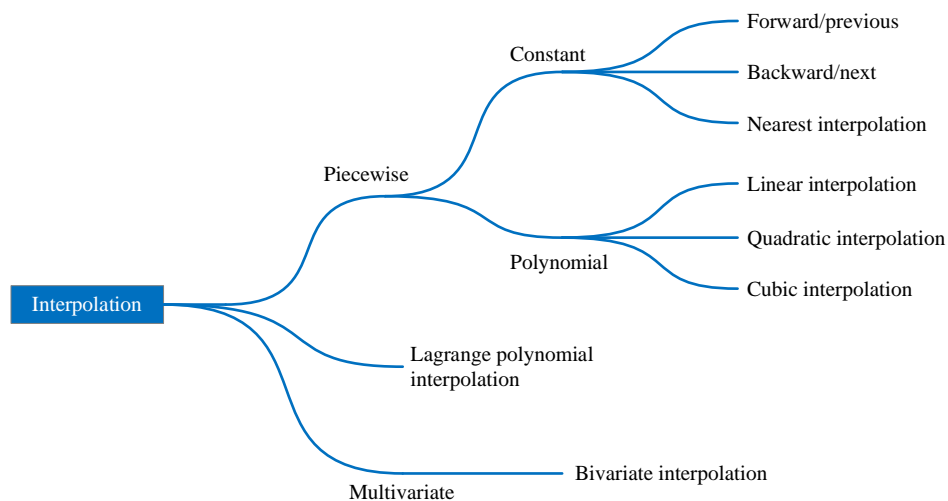 Forward/previous
Constant
Backward/next
Nearest interpolation
Piecewise
Linear interpolation
Quadratic interpolation
Polynomial
Cubic interpolation
Interpolation
Lagrange polynomial
interpolation
Bivariate interpolation
Multivariate